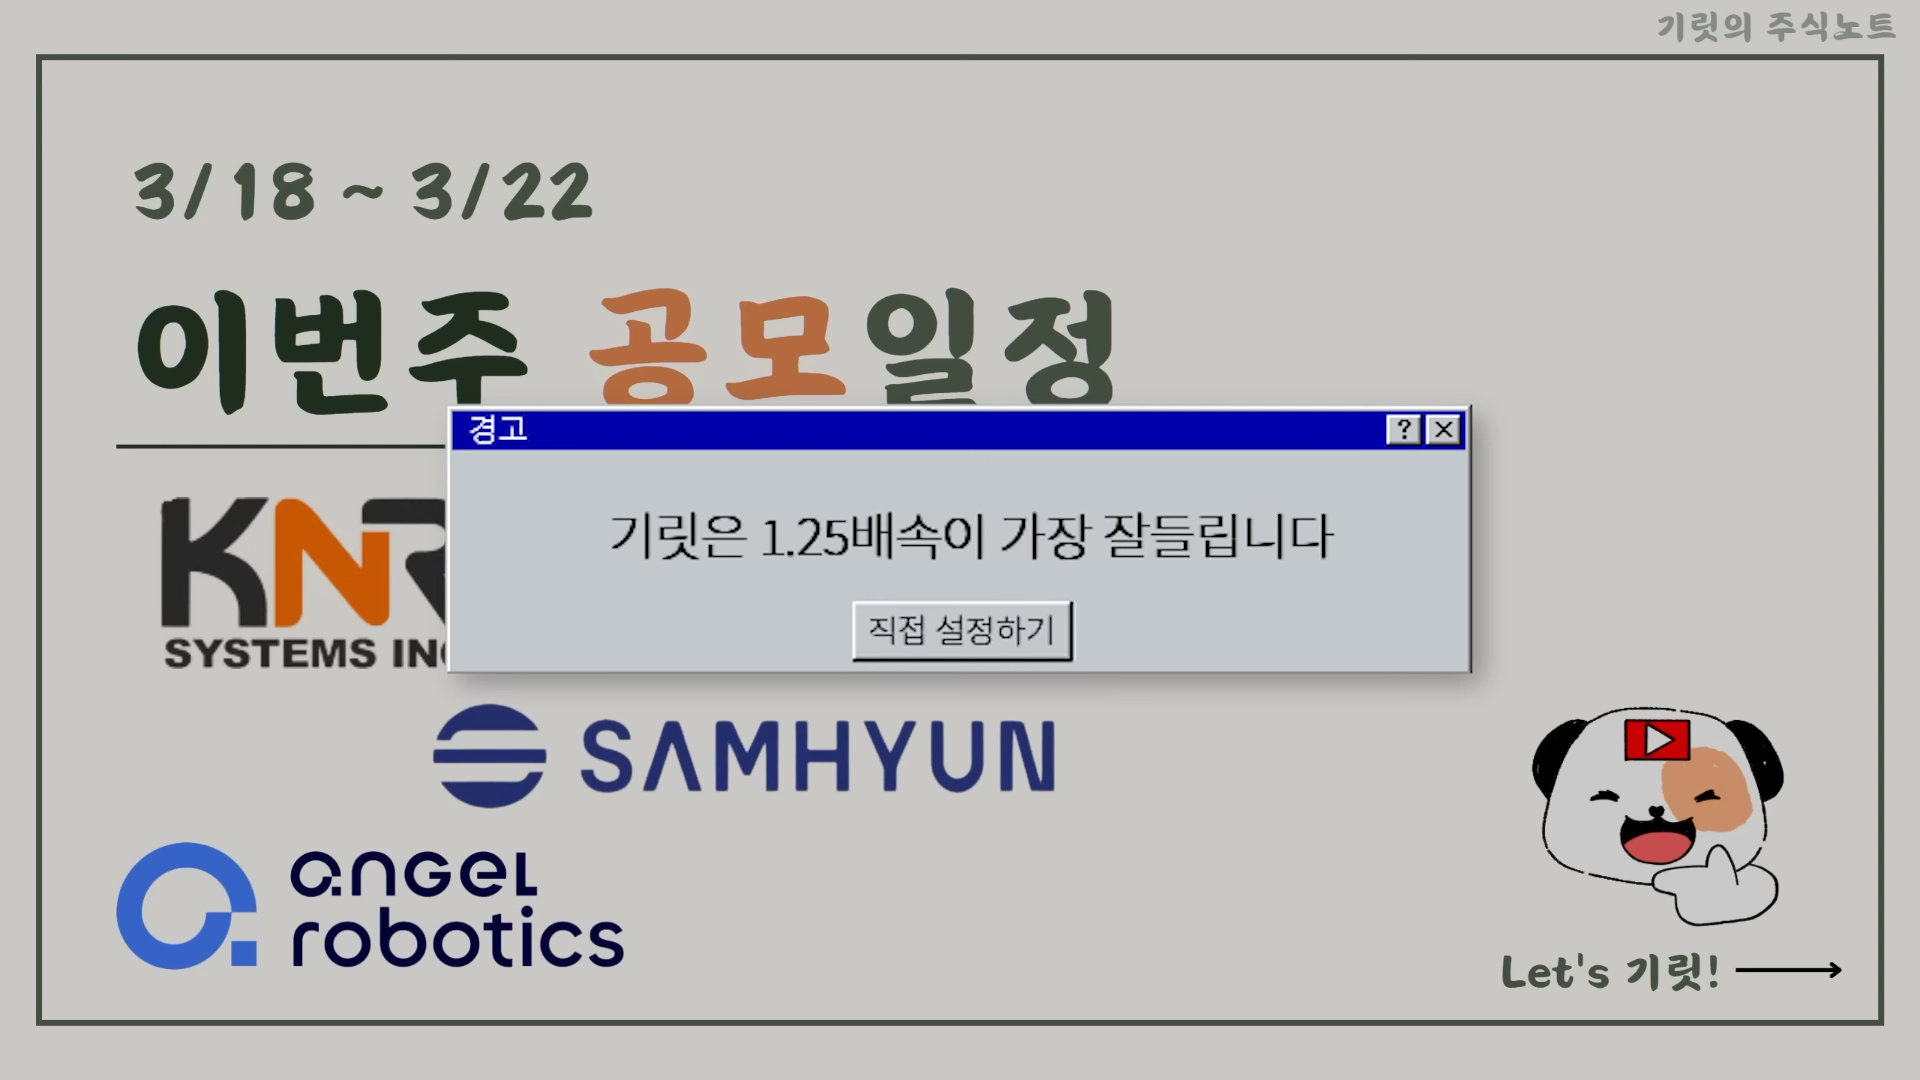 기릿의 주식노트
3/18 ~ 3/22
이번주 공모일정
경고
? X
기릿은 1.25배속이 가장 잘들립니다
직접 설정하기
KNR
SYSTEMS IN
SAMHYUN
angel
robotics
Let's 기릿!